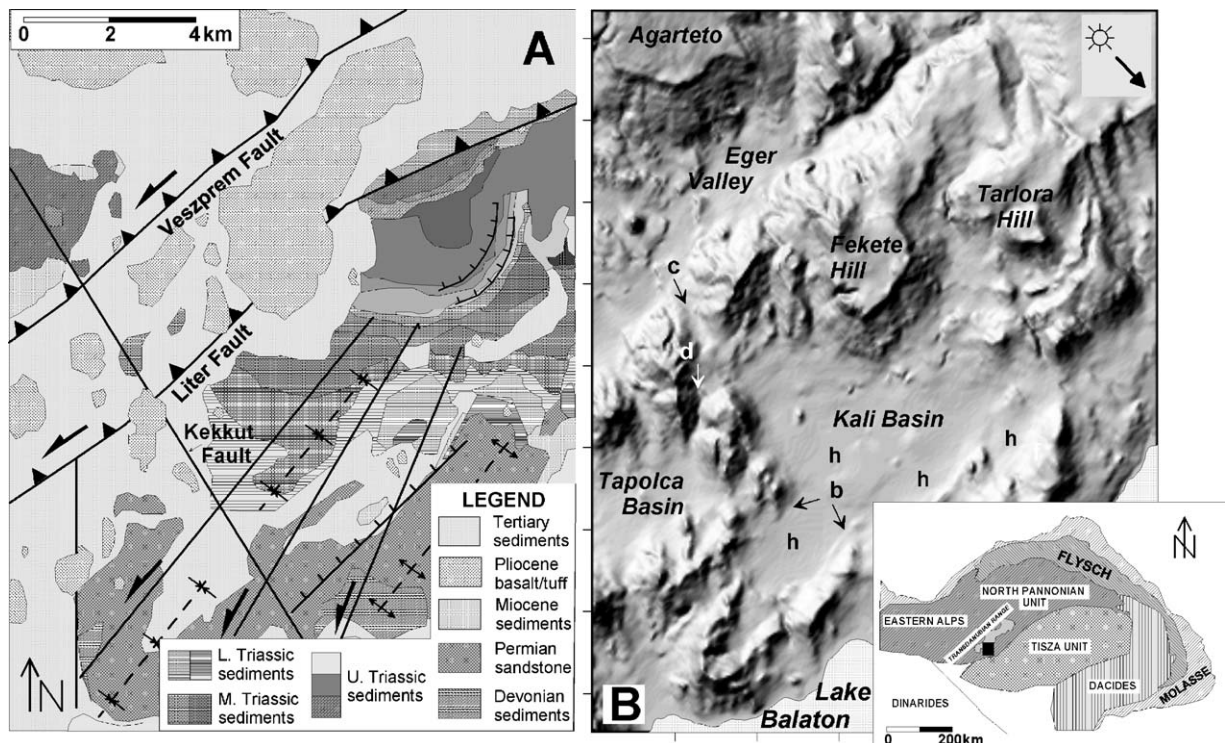 0 2 4 km
A
Veszprem Fault
Liter Fault
Kekkut
Fault
N
LEGEND
Tertiary
sediments
Pliocene
basalt/tuff
Miocene
sediments
Permian
sandstone
Devonian
sediments
L. Triassic
sediments
M. Triassic
sediments
U. Triassic
sediments
Agarteto
Eger
Valley
Tarlora
Hill
Fekete
Hill
c
d
Kali Basin
h
h
h
b
h
Tapolca
Basin
B
Lake
Balaton
N
FLYSCH
NORTH PANNONIAN
UNIT
EASTERN ALPS
TRANSDANUBIAN RANGE
TISZA UNIT
DACIDES
MOLASSE
DINARIDES
0 200km